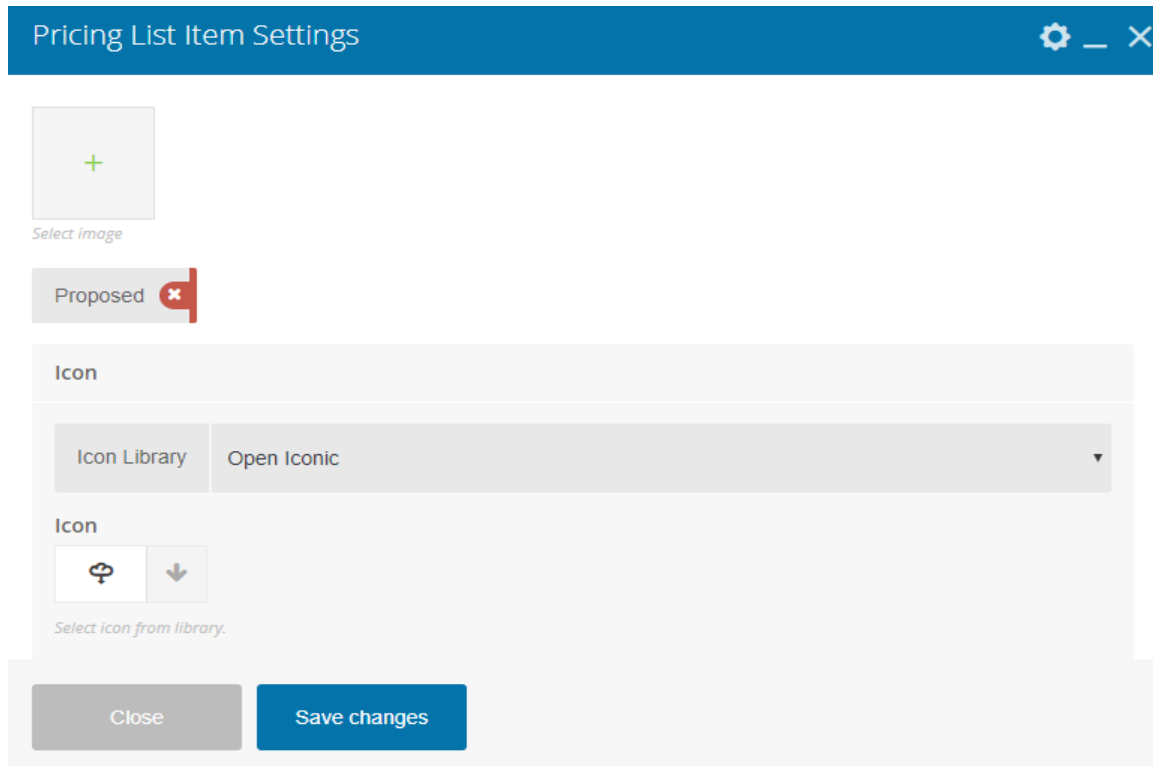 Pricing List Item Settings
Select image
Proposed
Icon
Icon Library
Open Iconic
Icon
Select icon from library.
Close
Save changes